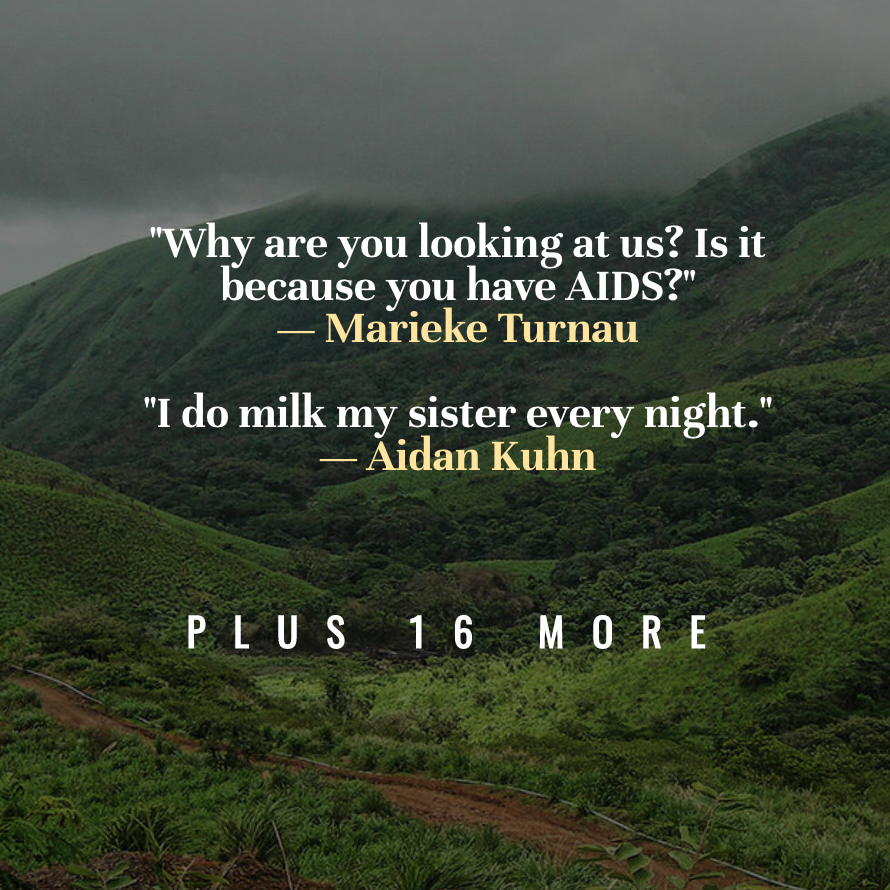 "Why are you looking at us? Is it
because you have AIDS?"
— Marieke Turnau
"I do milk my sister every night."
— Aidan Kuhn
PLUS 16 MORE